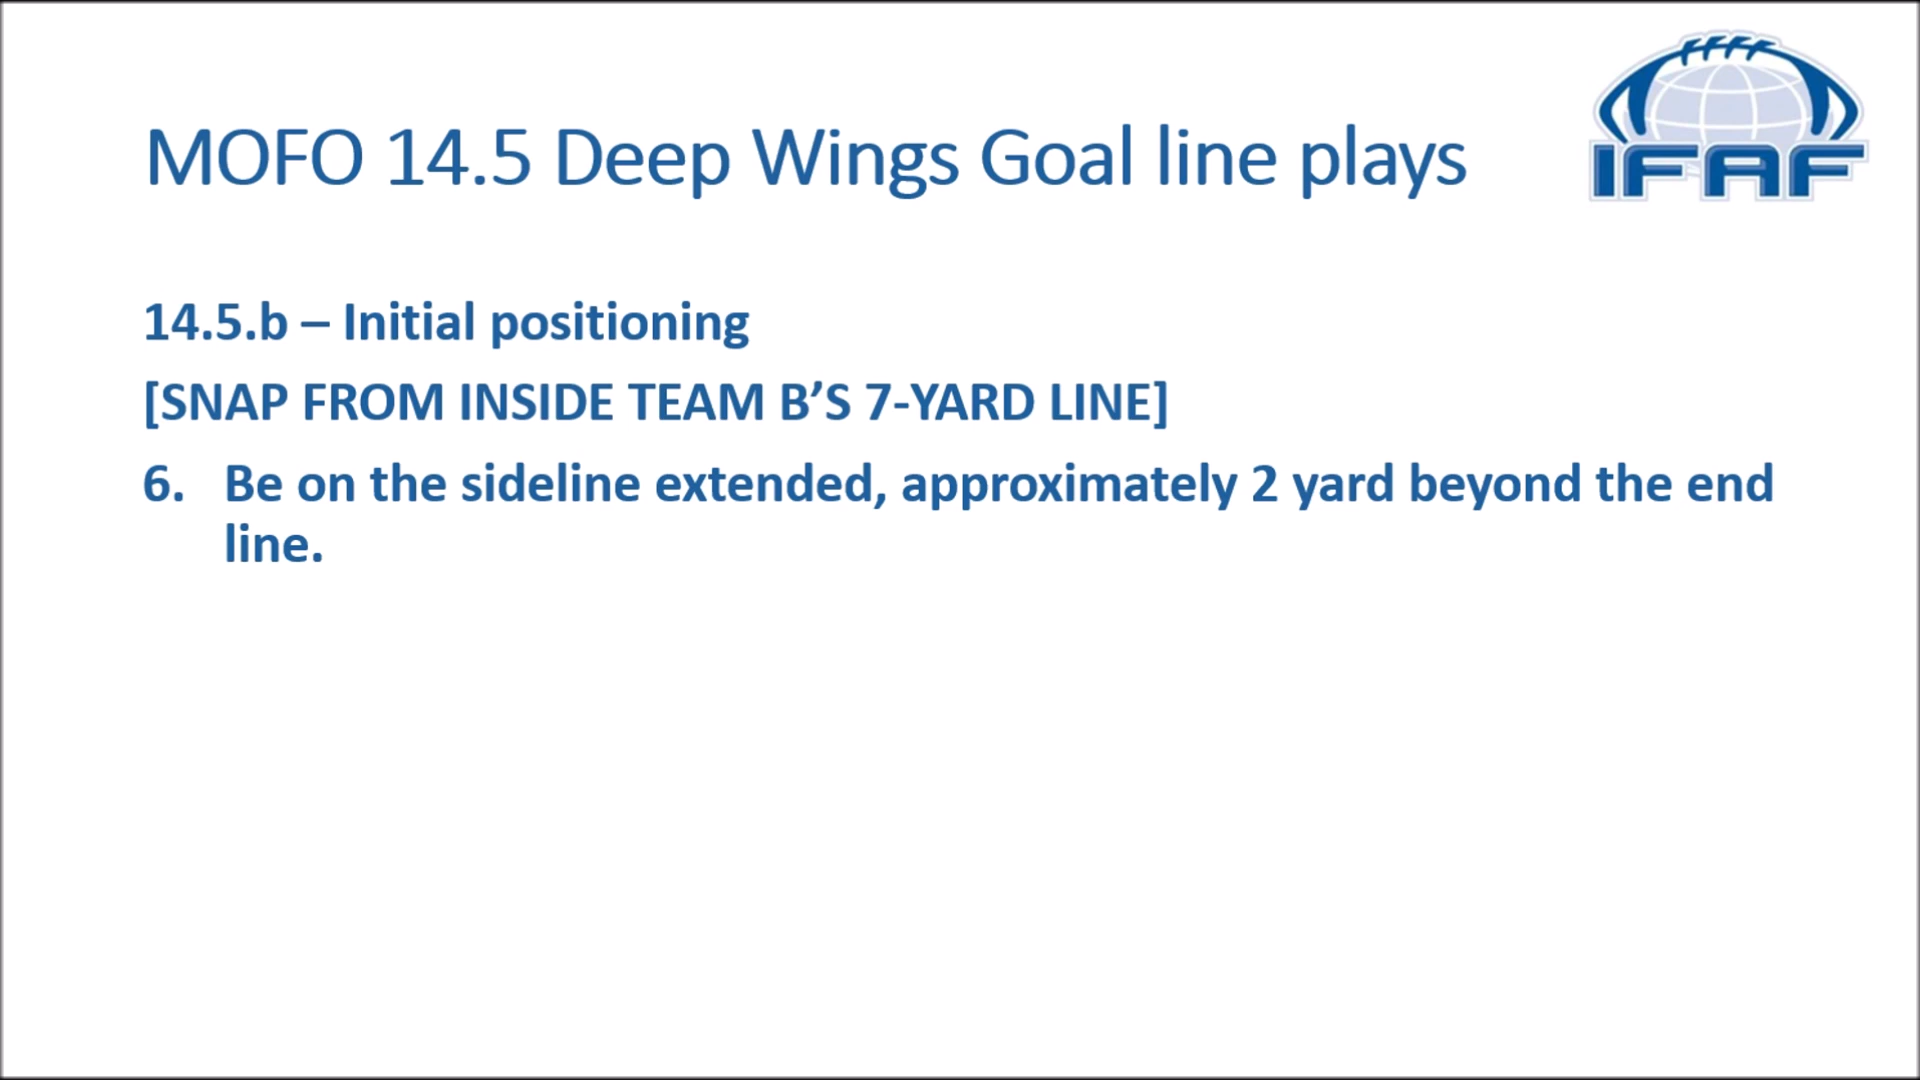 IFAF
MOFO 14.5 Deep Wings Goal line plays
14.5.b – Initial positioning
[SNAP FROM INSIDE TEAM B’S 7-YARD LINE]
6. Be on the sideline extended, approximately 2 yard beyond the end
line.